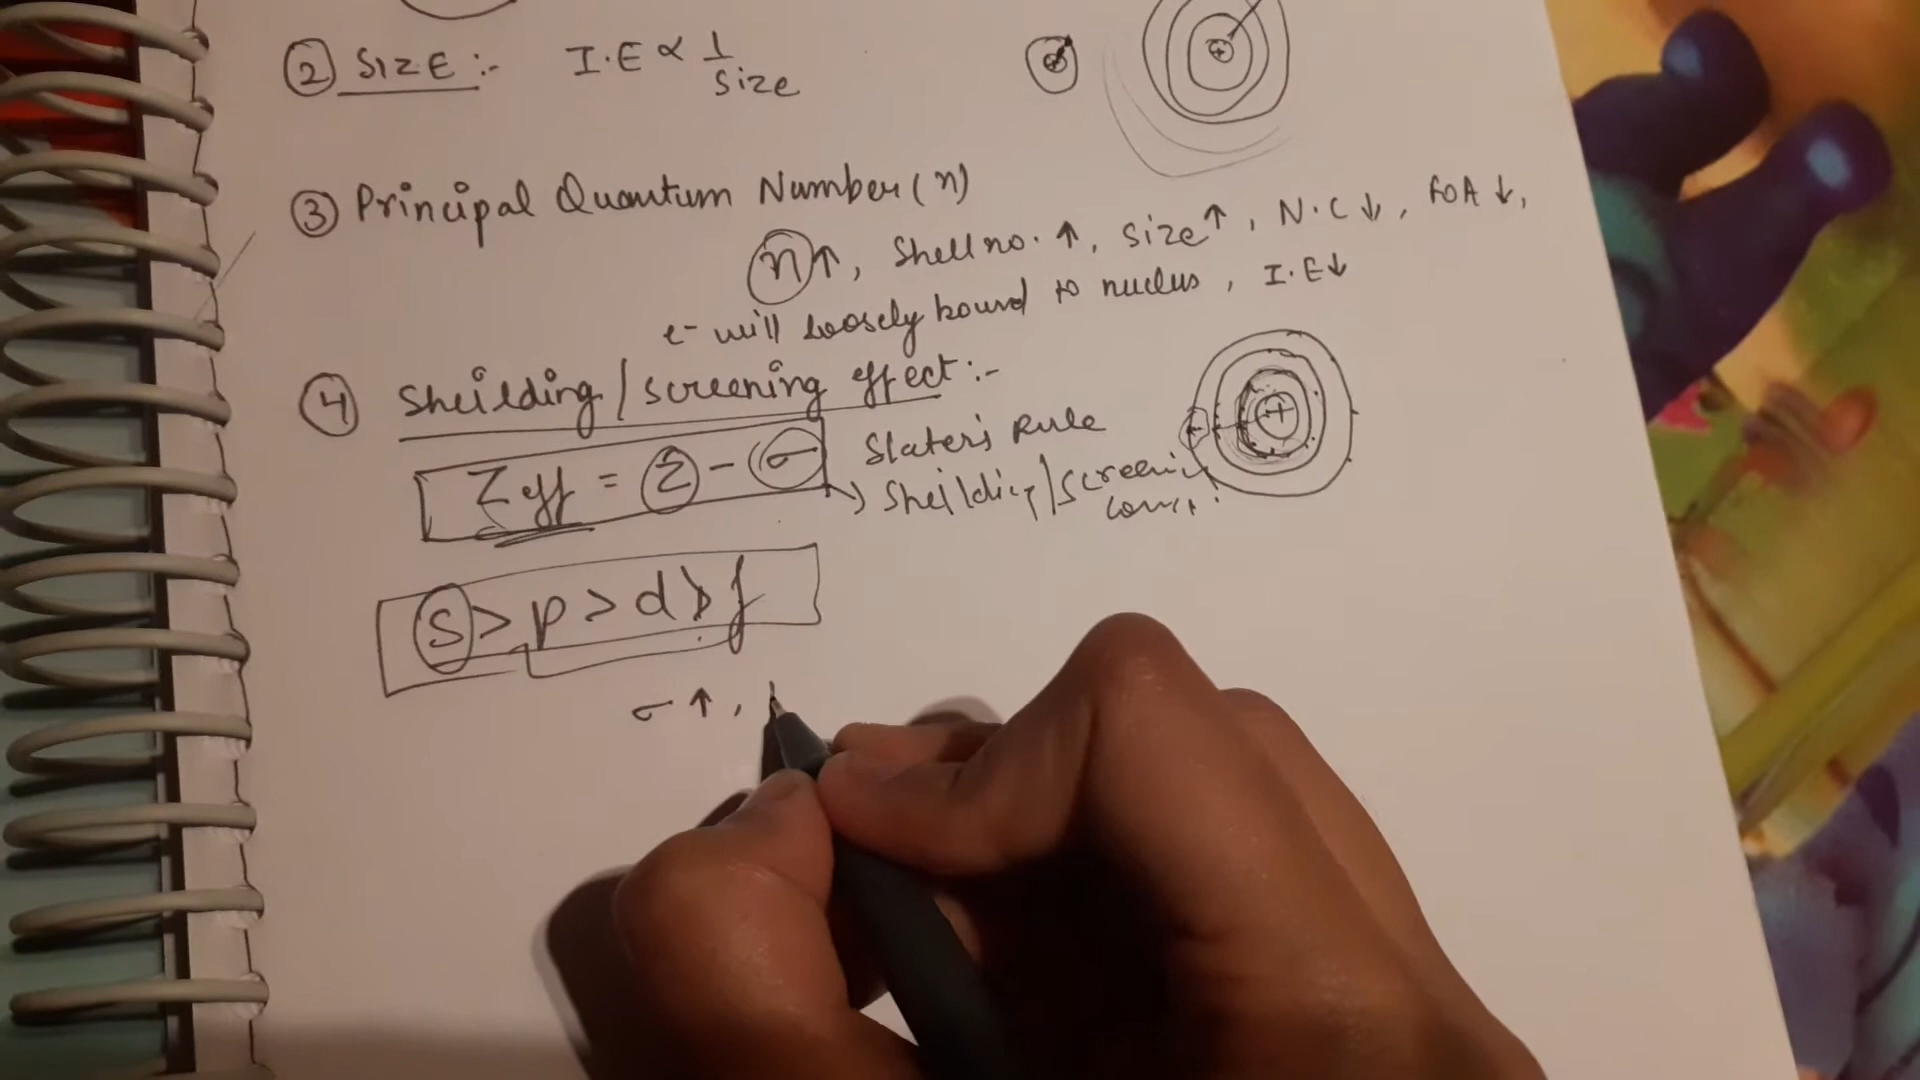 ② SIZE :- I.E ∝ 1/Size
③ Principal Quantum Number (n)
n↑, Shell no. ↑, Size↑, N.C↓, FOA↓,
e- will loosely bound to nucleus, I.E↓
④ Sheilding/screening effect:-
Zeff = Z - σ Slater's Rule
→ Sheilding/Screening const.
s > p > d > f
σ ↑,